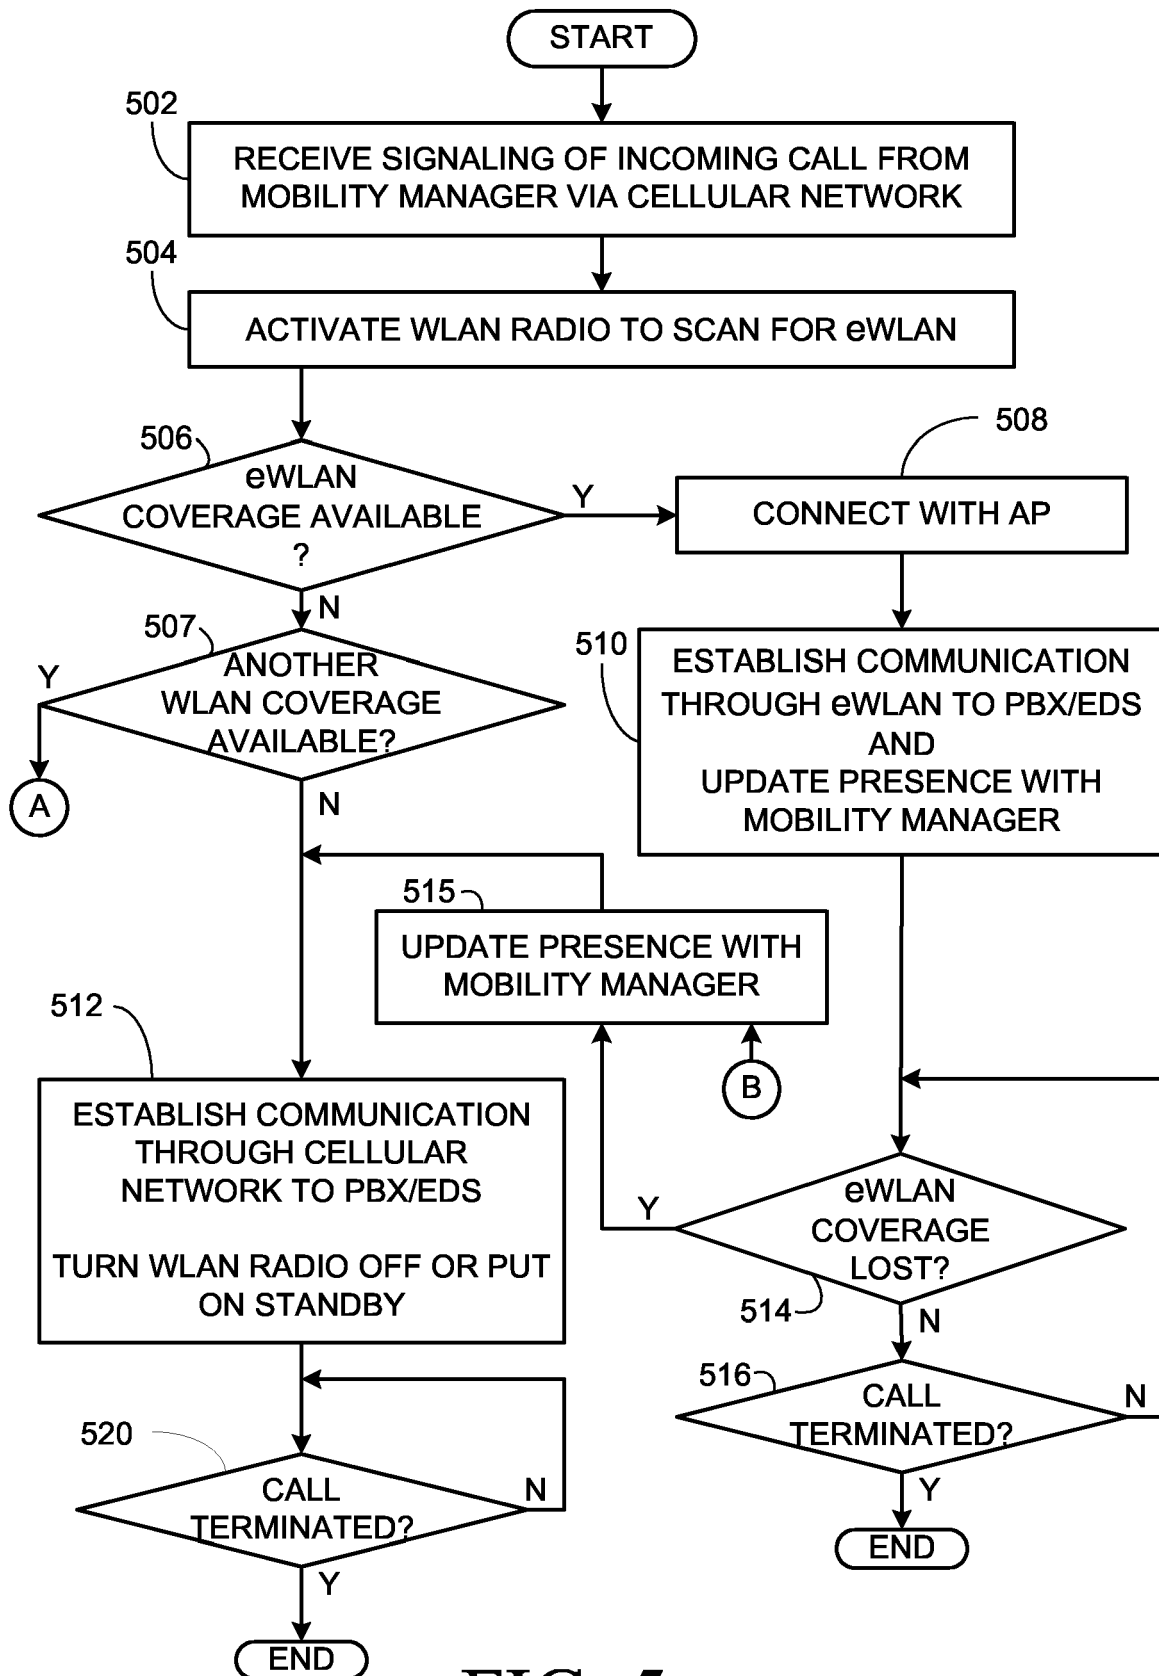 START
502
RECEIVE SIGNALING OF INCOMING CALL FROM
MOBILITY MANAGER VIA CELLULAR NETWORK
504
ACTIVATE WLAN RADIO TO SCAN FOR eWLAN
506
eWLAN
COVERAGE AVAILABLE
?
Y
508
CONNECT WITH AP
N
507
ANOTHER
WLAN COVERAGE
AVAILABLE?
Y
A
N
510
ESTABLISH COMMUNICATION
THROUGH eWLAN TO PBX/EDS
AND
UPDATE PRESENCE WITH
MOBILITY MANAGER
515
UPDATE PRESENCE WITH
MOBILITY MANAGER
B
512
ESTABLISH COMMUNICATION
THROUGH CELLULAR
NETWORK TO PBX/EDS
TURN WLAN RADIO OFF OR PUT
ON STANDBY
eWLAN
COVERAGE
LOST?
Y
514
N
516
CALL
TERMINATED?
N
Y
END
520
CALL
TERMINATED?
N
Y
END